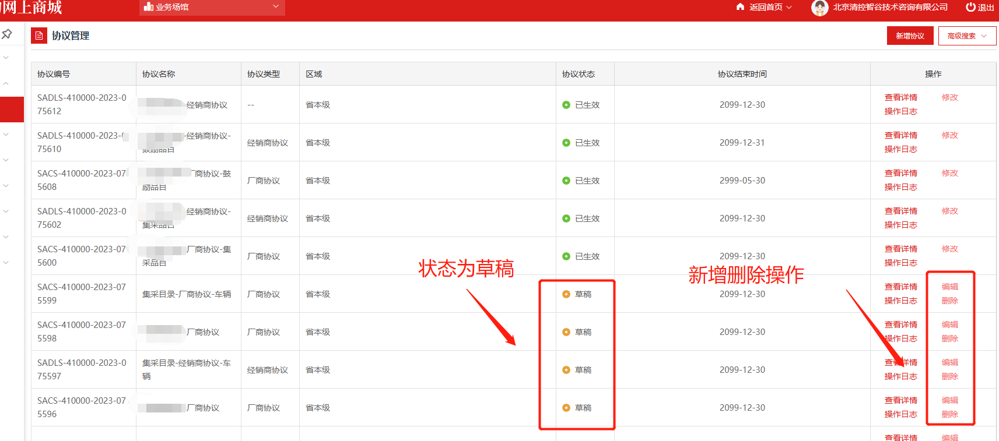 网上商城
业务场馆
返回首页
北京清控智谷技术咨询有限公司
退出
协议管理
新增协议
高级搜索
协议编号 协议名称 协议类型 区域 协议状态 协议结束时间 操作
SADLS-410000-2023-0
75612
经销商协议
--
省本级
已生效
2099-12-30
查看详情 修改
操作日志
SADLS-410000-2023-
75610
-经销商协议-
鼓励品目
经销商协议
省本级
已生效
2099-12-31
查看详情 修改
操作日志
SACS-410000-2023-07
5608
厂商协议-鼓
励品目
厂商协议
省本级
已生效
2999-05-30
查看详情 修改
操作日志
SADLS-410000-2023-0
75602
经销商协议-
集采品目
经销商协议
省本级
已生效
2099-12-30
查看详情 修改
操作日志
SACS-410000-2023-07
5600
厂商协议-集
采品目
厂商协议
省本级
已生效
2099-12-30
查看详情 修改
操作日志
状态为草稿
新增删除操作
SACS-410000-2023-07
5599
集采目录-厂商协议-车辆
厂商协议
省本级
草稿
2099-12-30
查看详情 编辑
操作日志 删除
SACS-410000-2023-07
5598
厂商协议
厂商协议
省本级
草稿
2099-12-30
查看详情 编辑
操作日志 删除
SADLS-410000-2023-0
75597
集采目录-经销商协议-车
辆
经销商协议
省本级
草稿
2099-12-30
查看详情 编辑
操作日志 删除
SACS-410000-2023-07
5596
厂商协议
厂商协议
省本级
草稿
2099-12-30
查看详情 编辑
操作日志 删除
查看详情 编辑